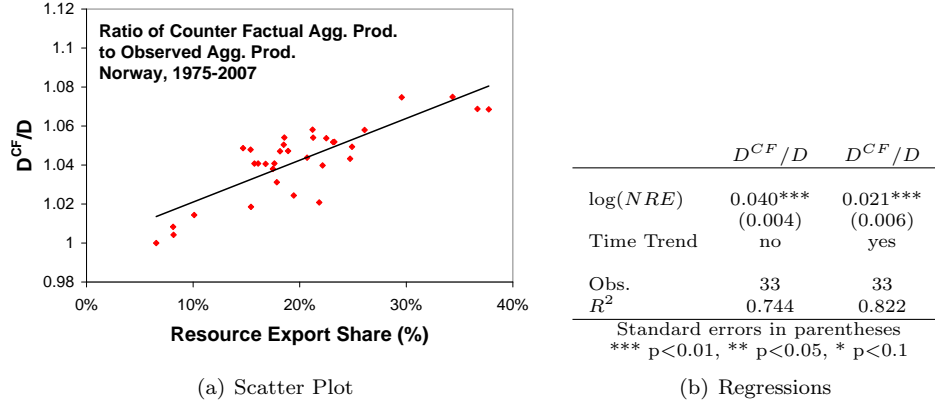 1.12
1.1
1.08
1.06
1.04
1.02
1
0.98
D^CF/D
Ratio of Counter Factual Agg. Prod.
to Observed Agg. Prod.
Norway, 1975-2007
0% 10% 20% 30% 40%
Resource Export Share (%)
(a) Scatter Plot
D^CF/D D^CF/D
log(NRE) 0.040*** 0.021***
(0.004) (0.006)
Time Trend no yes
Obs. 33 33
R^2 0.744 0.822
Standard errors in parentheses
*** p<0.01, ** p<0.05, * p<0.1
(b) Regressions